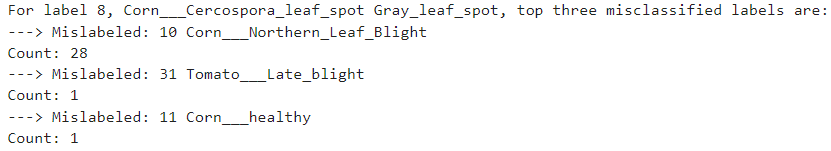 For label 8, Corn___Cercospora_leaf_spot Gray_leaf_spot, top three misclassified labels are:
---> Mislabeled: 10 Corn___Northern_Leaf_Blight
Count: 28
---> Mislabeled: 31 Tomato___Late_blight
Count: 1
---> Mislabeled: 11 Corn___healthy
Count: 1